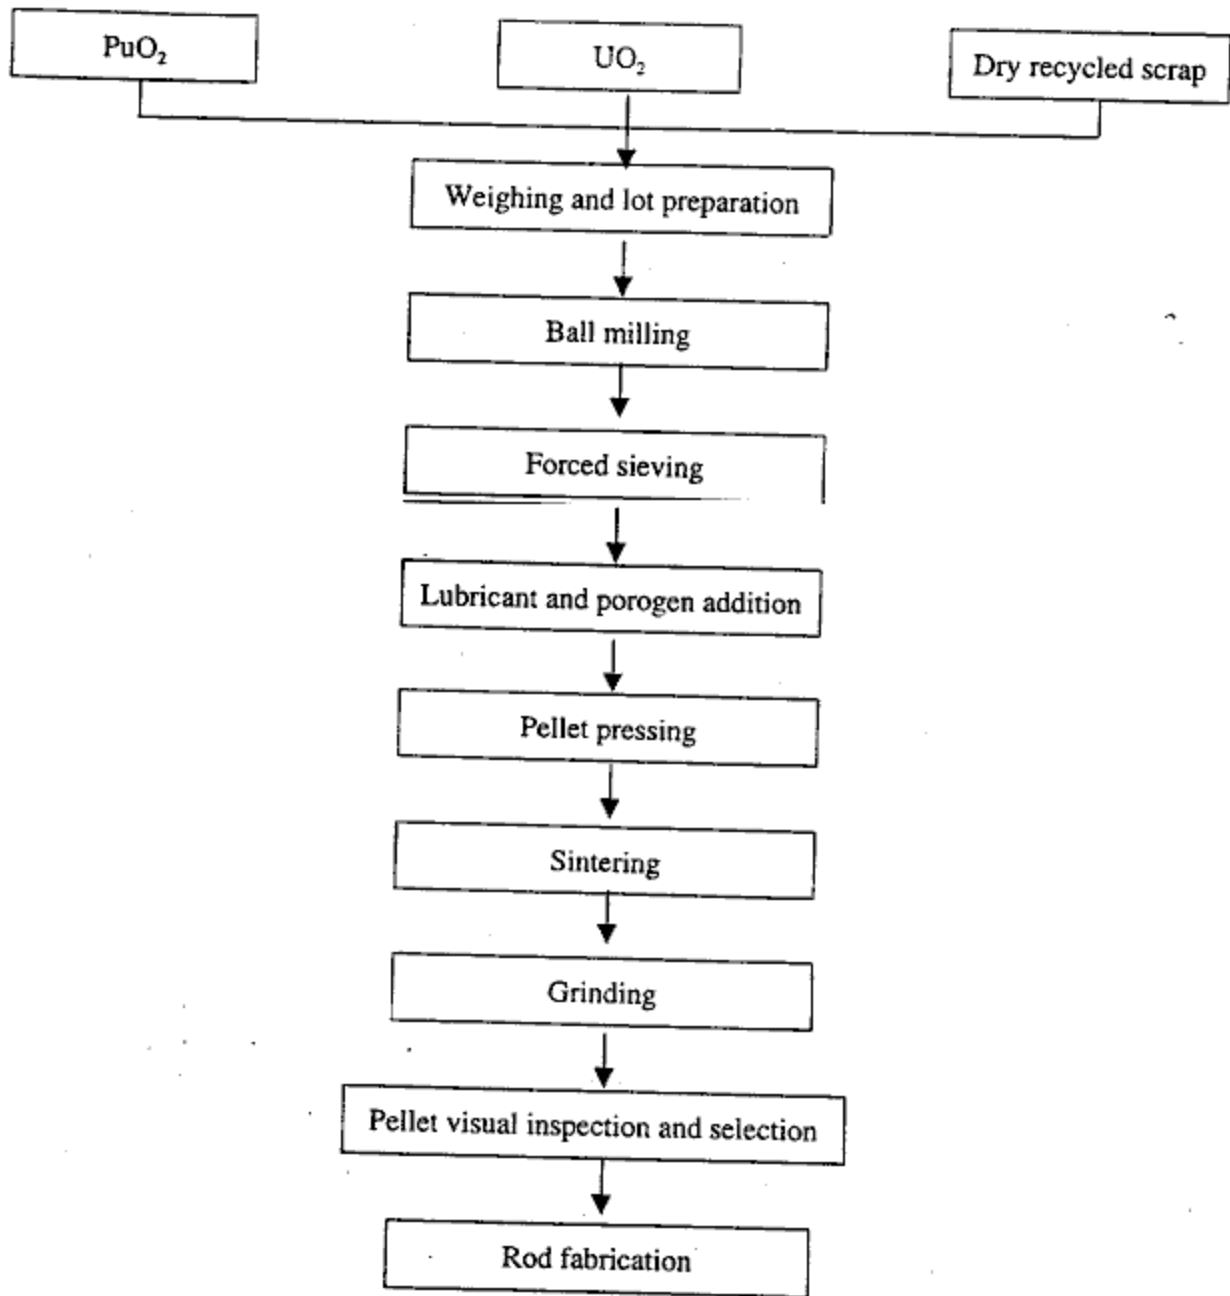 PuO₂
UO₂
Dry recycled scrap
Weighing and lot preparation
Ball milling
Forced sieving
Lubricant and porogen addition
Pellet pressing
Sintering
Grinding
Pellet visual inspection and selection
Rod fabrication